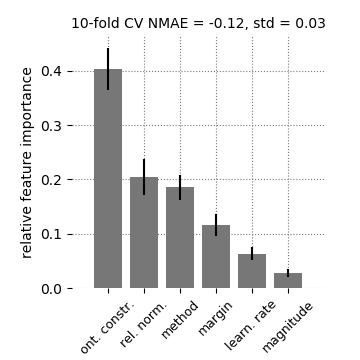 10-fold CV NMAE = -0.12, std = 0.03
relative feature importance
0.4
0.3
0.2
0.1
0.0
ont. constr.
rel. norm.
method
margin
learn. rate
magnitude